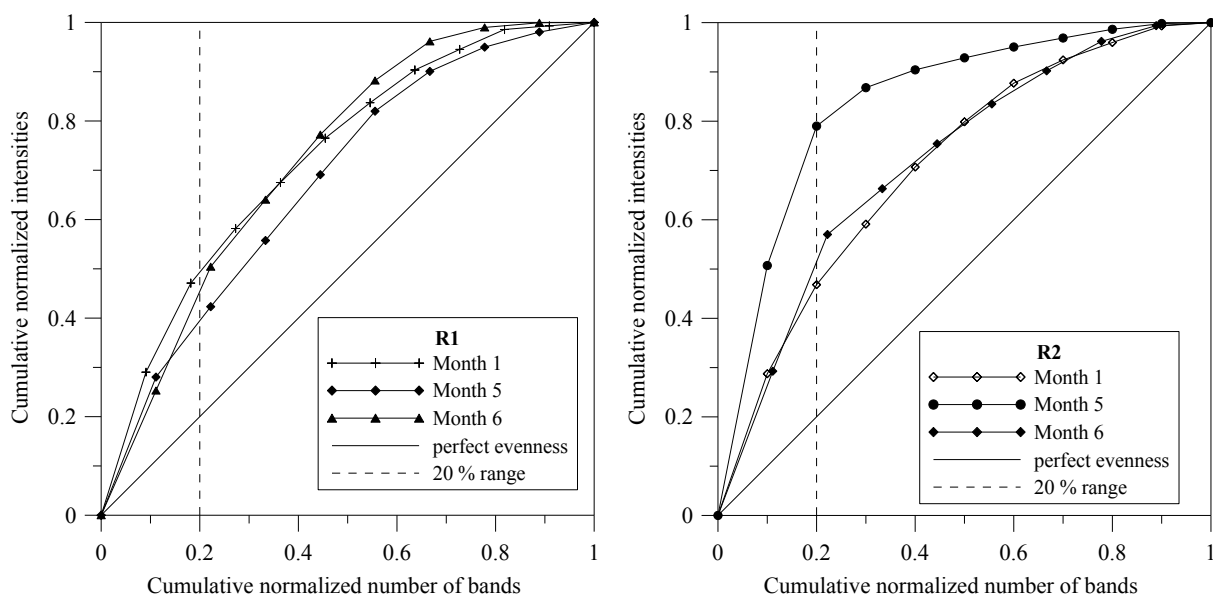 1
0.8
0.6
0.4
0.2
0
Cumulative normalized intensities
R1
Month 1
Month 5
Month 6
perfect evenness
20 % range
0
0.2
0.4
0.6
0.8
1
Cumulative normalized number of bands
1
0.8
0.6
0.4
0.2
0
Cumulative normalized intensities
R2
Month 1
Month 5
Month 6
perfect evenness
20 % range
0
0.2
0.4
0.6
0.8
1
Cumulative normalized number of bands